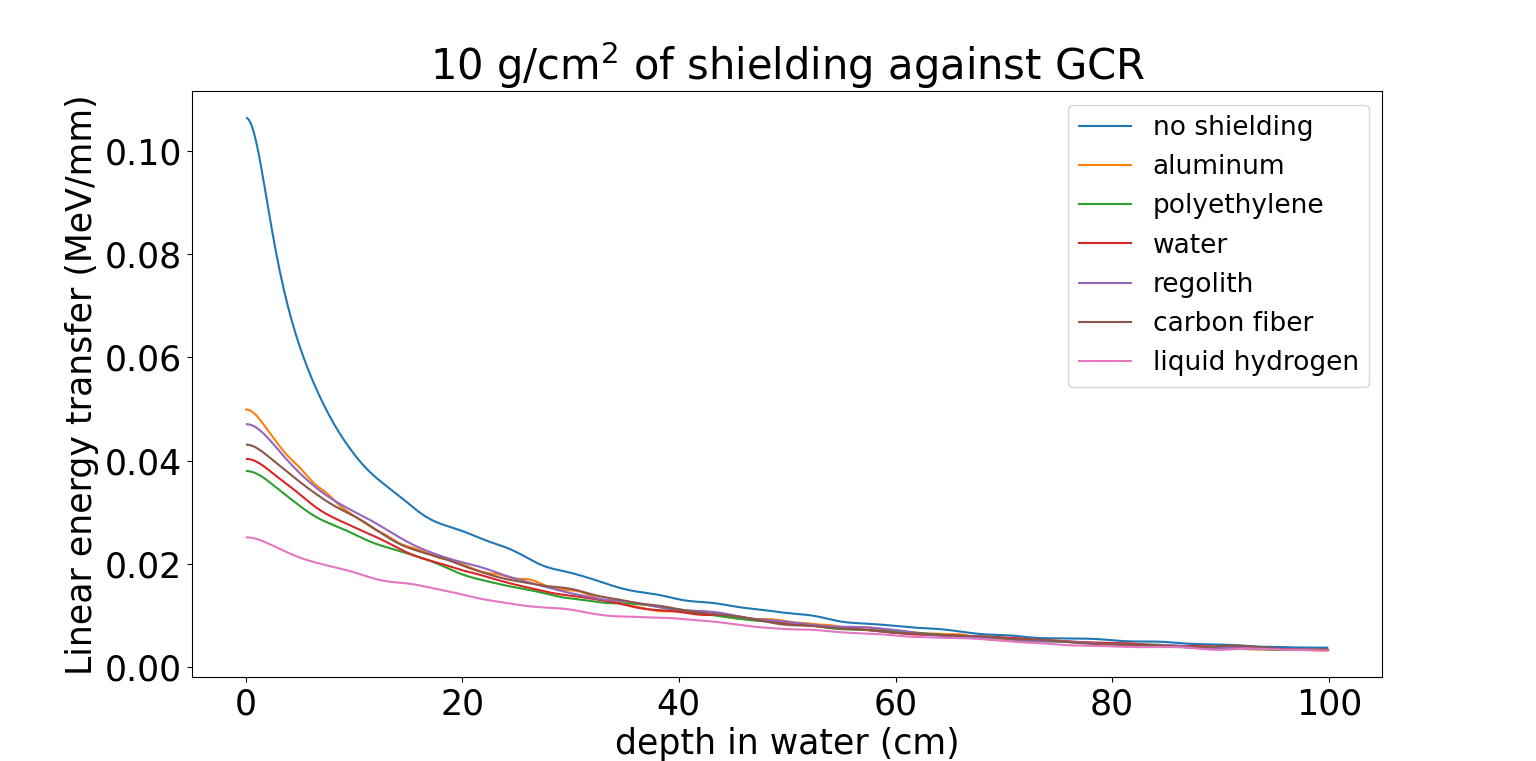 10 g/cm² of shielding against GCR
Linear energy transfer (MeV/mm)
0.10
0.08
0.06
0.04
0.02
0.00
no shielding
aluminum
polyethylene
water
regolith
carbon fiber
liquid hydrogen
0 20 40 60 80 100
depth in water (cm)